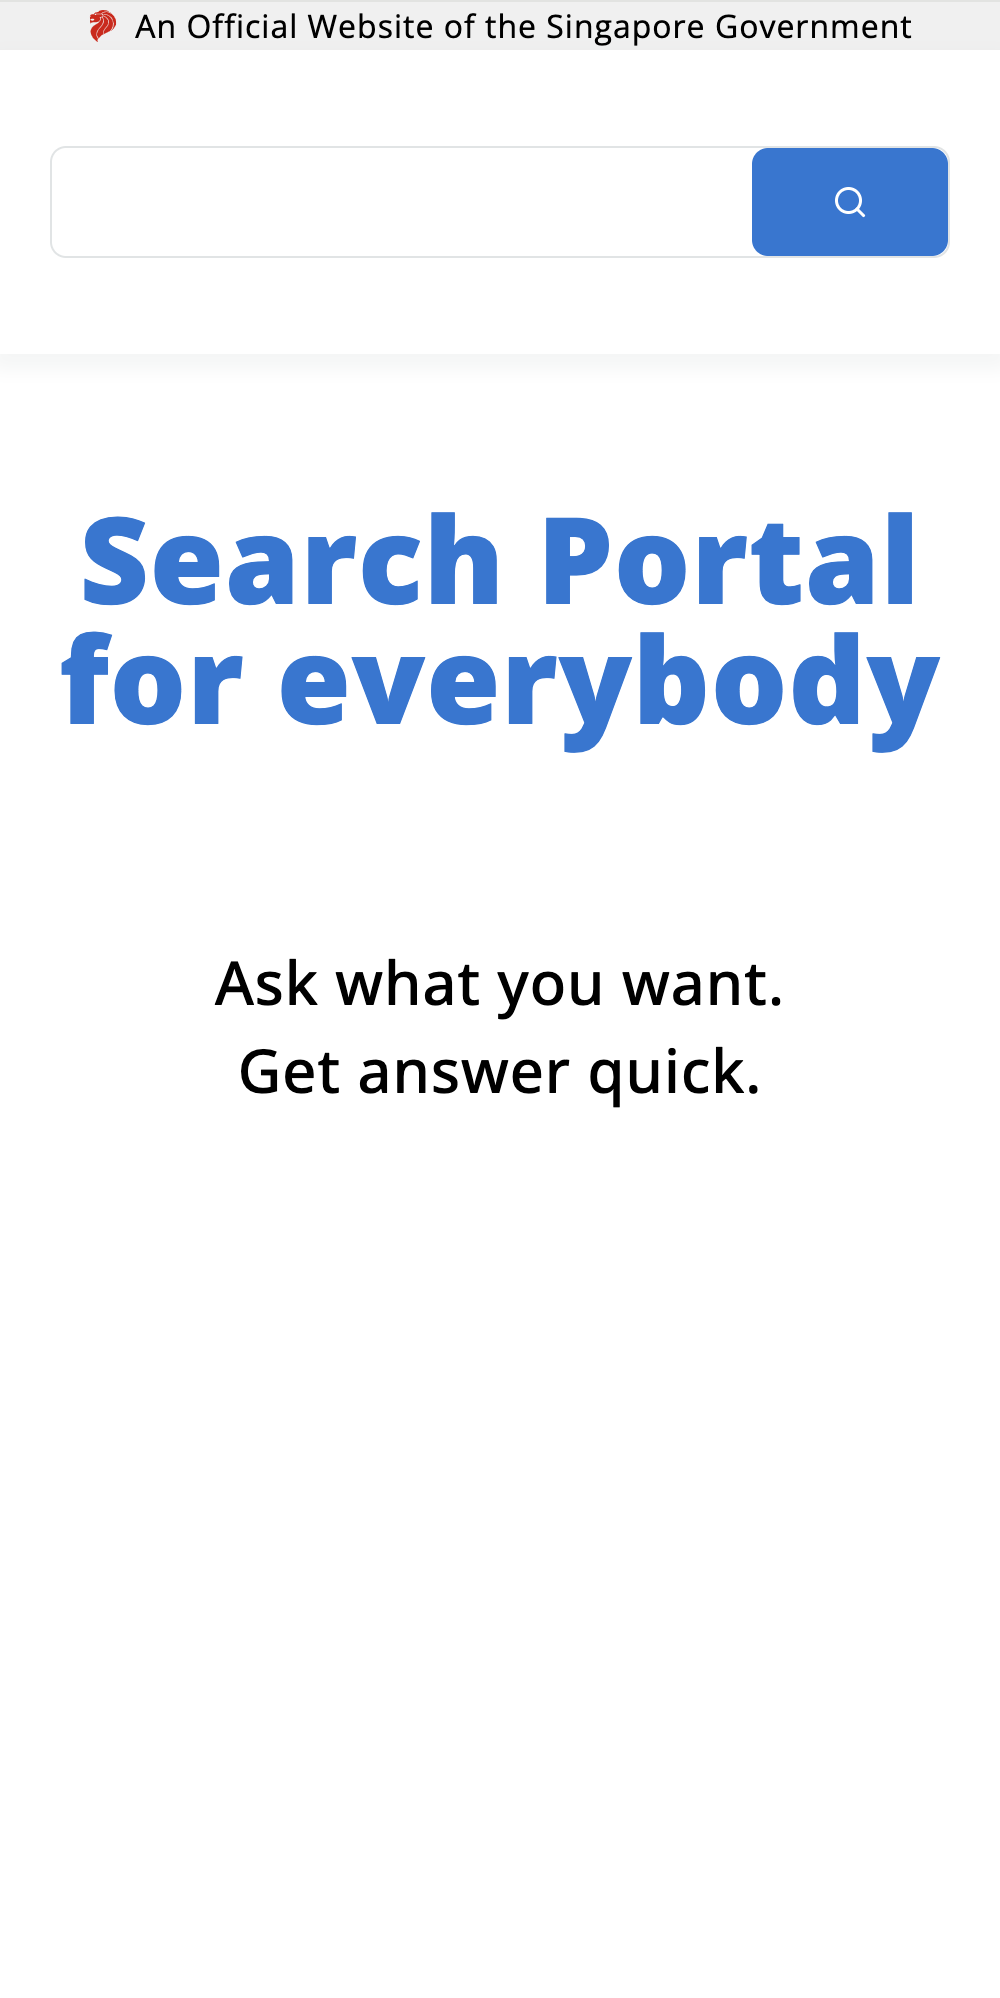 An Official Website of the Singapore Government
Search Portal
for everybody
Ask what you want.
Get answer quick.